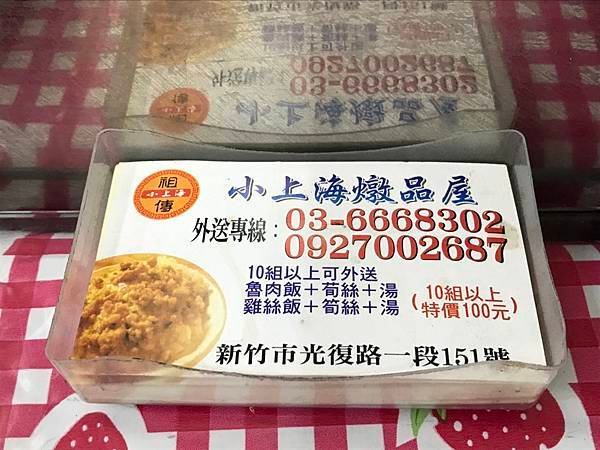 祖
小上海
傳
小上海燉品屋
外送專線：03-6668302
0927002687
10組以上可外送
魯肉飯＋荀絲＋湯
雞絲飯＋筍絲＋湯
(10組以上
特價100元)
新竹市光復路一段151號